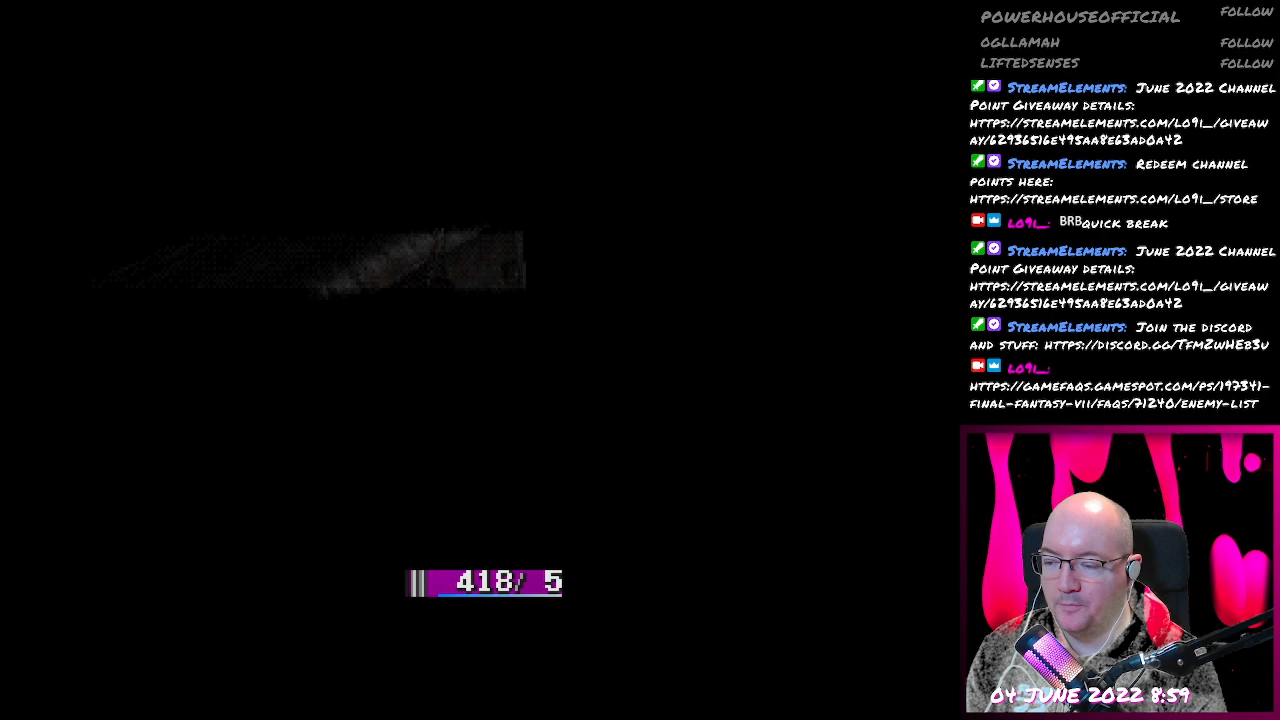 POWERHOUSEOFFICIAL FOLLOW
OGLLAMAH FOLLOW
LIFTEDSENSES FOLLOW
StreamElements: June 2022 Channel
Point Giveaway details:
https://streamelements.com/lo9i_/giveaw
ay/62936516e495aa8e63ad0a42
StreamElements: Redeem channel
points here:
https://streamelements.com/lo9i_/store
lo9i_: BRB quick break
StreamElements: June 2022 Channel
Point Giveaway details:
https://streamelements.com/lo9i_/giveaw
ay/62936516e495aa8e63ad0a42
StreamElements: Join the discord
and stuff: https://discord.gg/TfmZwHE83u
lo9i_:
https://gamefaqs.gamespot.com/ps/197341-
final-fantasy-vii/faqs/71240/enemy-list
418/ 5
04 JUNE 2022 8:59